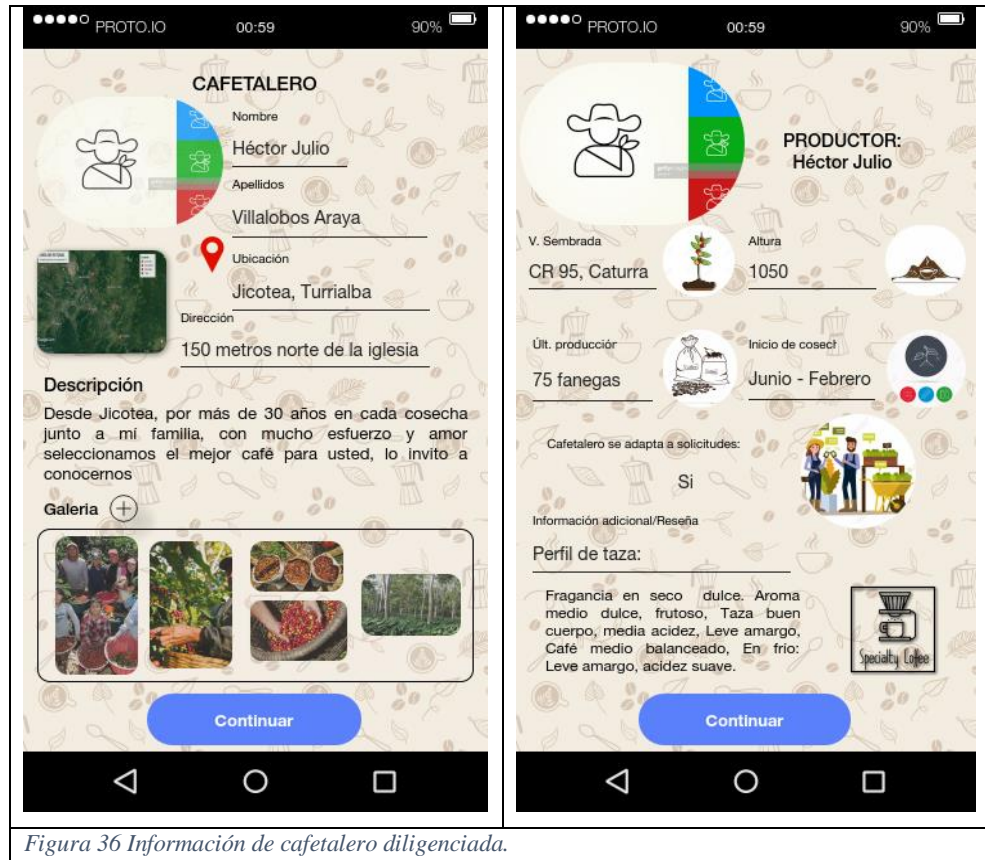 PROTO.IO 00:59 90%
CAFETALERO
Nombre
Héctor Julio
Apellidos
Villalobos Araya
Ubicación
Jicotea, Turrialba
Dirección
150 metros norte de la iglesia
Descripción
Desde Jicotea, por más de 30 años en cada cosecha
junto a mi familia, con mucho esfuerzo y amor
seleccionamos el mejor café para usted, lo invito a
conocernos
Galeria
Continuar
PROTO.IO 00:59 90%
PRODUCTOR:
Héctor Julio
V. Sembrada
CR 95, Caturra
Altura
1050
Últ. producciór
75 fanegas
Inicio de cosecł
Junio - Febrero
Cafetalero se adapta a solicitudes:
Si
Información adicional/Reseña
Perfil de taza:
Fragancia en seco dulce. Aroma
medio dulce, frutoso, Taza buen
cuerpo, media acidez, Leve amargo,
Café medio balanceado, En frio:
Leve amargo, acidez suave.
Specialty Coffee
Continuar
Figura 36 Información de cafetalero diligenciada.